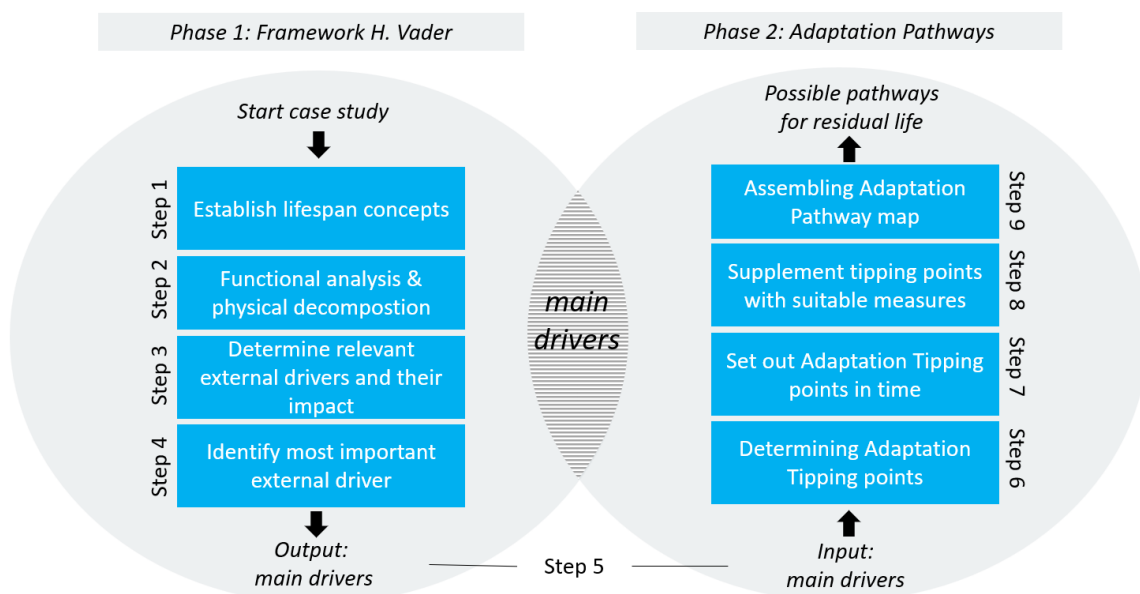 Phase 1: Framework H. Vader
Start case study
Step 1
Establish lifespan concepts
Step 2
Functional analysis &
physical decompostion
Step 3
Determine relevant
external drivers and their
impact
Step 4
Identify most important
external driver
Output:
main drivers
main
drivers
Step 5
Phase 2: Adaptation Pathways
Possible pathways
for residual life
Assembling Adaptation
Pathway map
Step 9
Supplement tipping points
with suitable measures
Step 8
Set out Adaptation Tipping
points in time
Step 7
Determining Adaptation
Tipping points
Step 6
Input:
main drivers